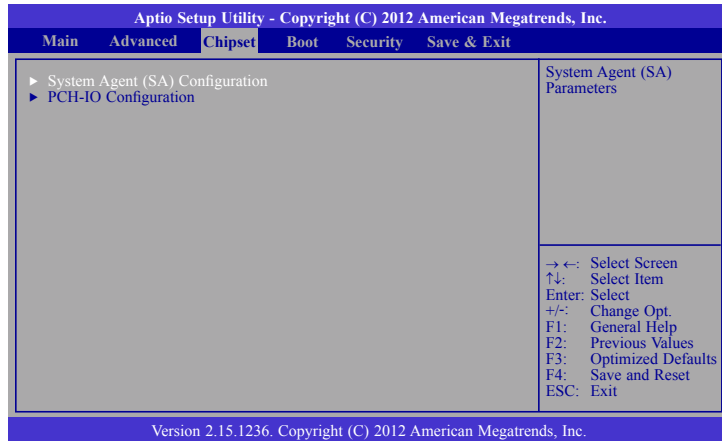 Aptio Setup Utility - Copyright (C) 2012 American Megatrends, Inc.
Main Advanced Chipset Boot Security Save & Exit
► System Agent (SA) Configuration
► PCH-IO Configuration
System Agent (SA)
Parameters
→ ←: Select Screen
↑↓: Select Item
Enter: Select
+/-: Change Opt.
F1: General Help
F2: Previous Values
F3: Optimized Defaults
F4: Save and Reset
ESC: Exit
Version 2.15.1236. Copyright (C) 2012 American Megatrends, Inc.